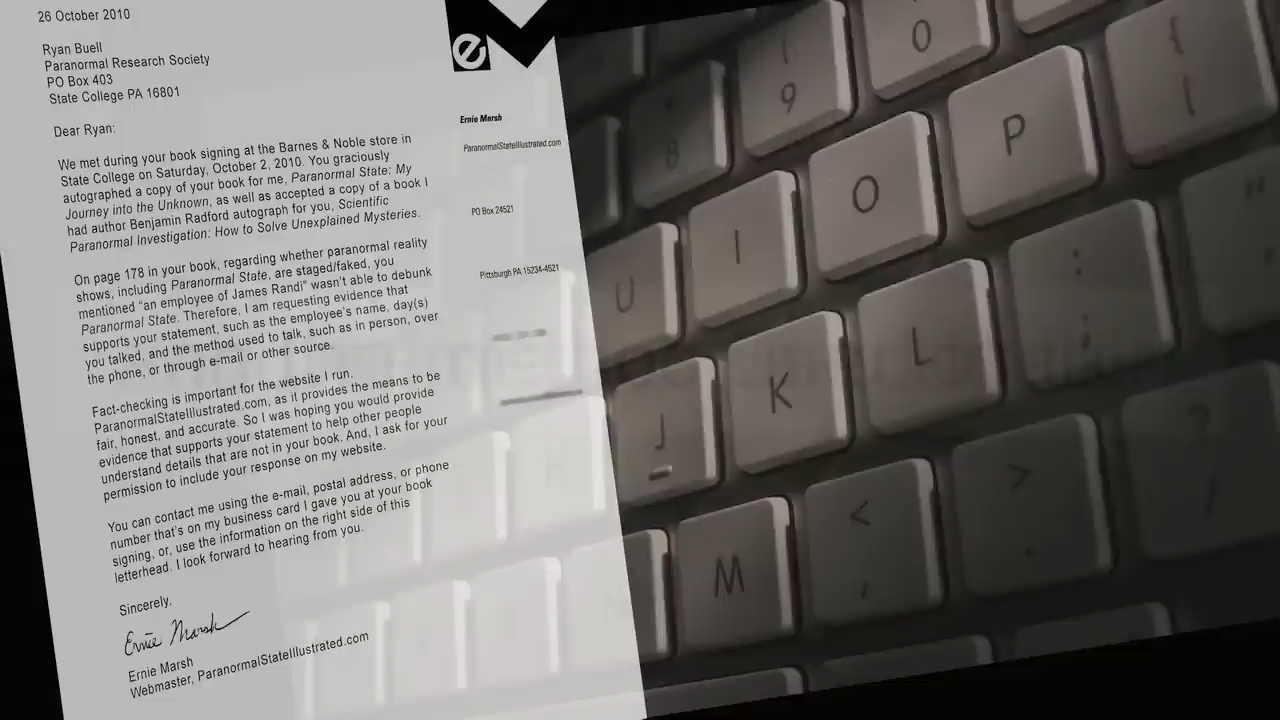 26 October 2010
Ryan Buell
Paranormal Research Society
PO Box 403
State College PA 16801
Dear Ryan:
We met during your book signing at the Barnes & Noble store in
State College on Saturday, October 2, 2010. You graciously
autographed a copy of your book for me, Paranormal State: My
Journey into the Unknown, as well as accepted a copy of a book I
had author Benjamin Radford autograph for you, Scientific
Paranormal Investigation: How to Solve Unexplained Mysteries.
On page 178 in your book, regarding whether paranormal reality
shows, including Paranormal State, are staged/faked, you
mentioned “an employee of James Randi” wasn’t able to debunk
Paranormal State. Therefore, I am requesting evidence that
supports your statement, such as the employee’s name, day(s)
you talked, and the method used to talk, such as in person, over
the phone, or through e-mail or other source.
Fact-checking is important for the website I run.
ParanormalStateIllustrated.com, as it provides the means to be
fair, honest, and accurate. So I was hoping you would provide
evidence that supports your statement to help other people
understand details that are not in your book. And, I ask for your
permission to include your response on my website.
You can contact me using the e-mail, postal address, or phone
number that’s on my business card I gave you at your book
signing, or, use the information on the right side of this
letterhead. I look forward to hearing from you.
Sincerely,
Ernie Marsh
Ernie Marsh
Webmaster, ParanormalStateIllustrated.com
e
Ernie Marsh
ParanormalStateIllustrated.com
PO Box 24521
Pittsburgh PA 15234-4521
8
( 9
) 0
U I O P { [
J K L : ;
M < , > . ? /